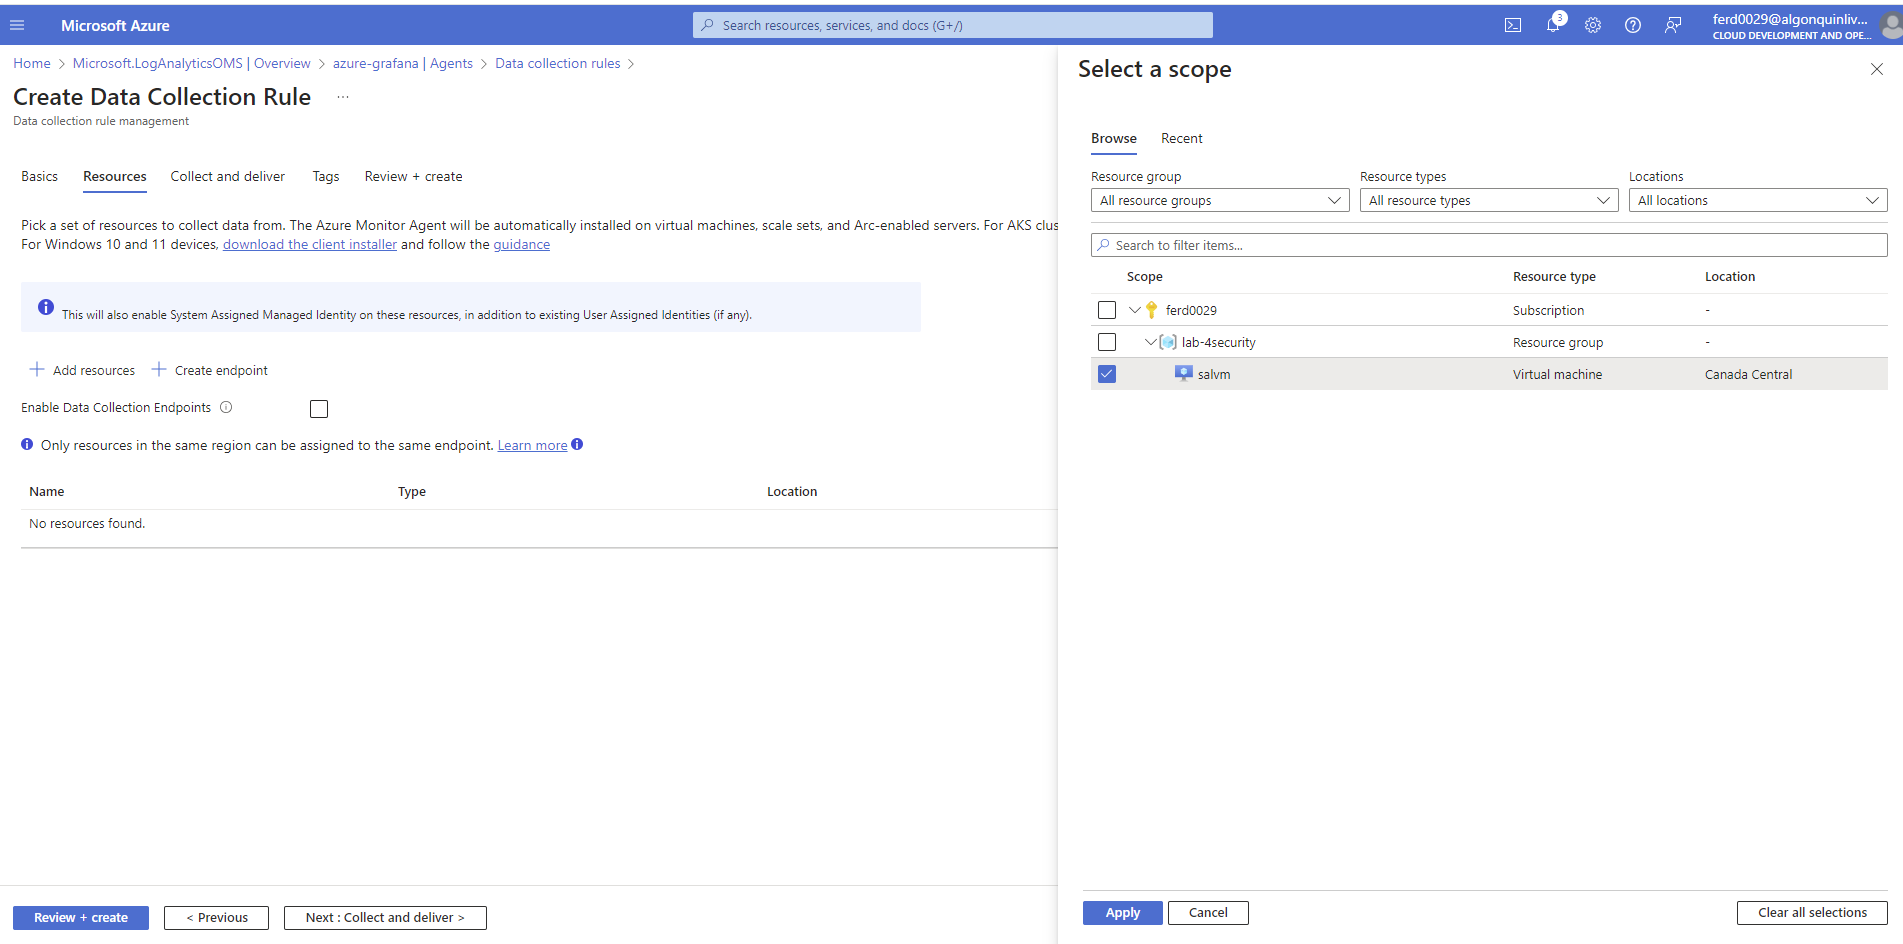 Microsoft Azure
Search resources, services, and docs (G+/)
3
ferd0029@algonquinliv...
CLOUD DEVELOPMENT AND OPE...
Home > Microsoft.LogAnalyticsOMS | Overview > azure-grafana | Agents > Data collection rules >
Create Data Collection Rule ...
Data collection rule management
Basics Resources Collect and deliver Tags Review + create
Pick a set of resources to collect data from. The Azure Monitor Agent will be automatically installed on virtual machines, scale sets, and Arc-enabled servers. For AKS clus
For Windows 10 and 11 devices, download the client installer and follow the guidance
This will also enable System Assigned Managed Identity on these resources, in addition to existing User Assigned Identities (if any).
Add resources Create endpoint
Enable Data Collection Endpoints
Only resources in the same region can be assigned to the same endpoint. Learn more
Name Type Location
No resources found.
Review + create < Previous Next : Collect and deliver >
Select a scope
Browse Recent
Resource group Resource types Locations
All resource groups All resource types All locations
Search to filter items...
Scope Resource type Location
ferd0029 Subscription -
lab-4security Resource group -
salvm Virtual machine Canada Central
Apply Cancel Clear all selections